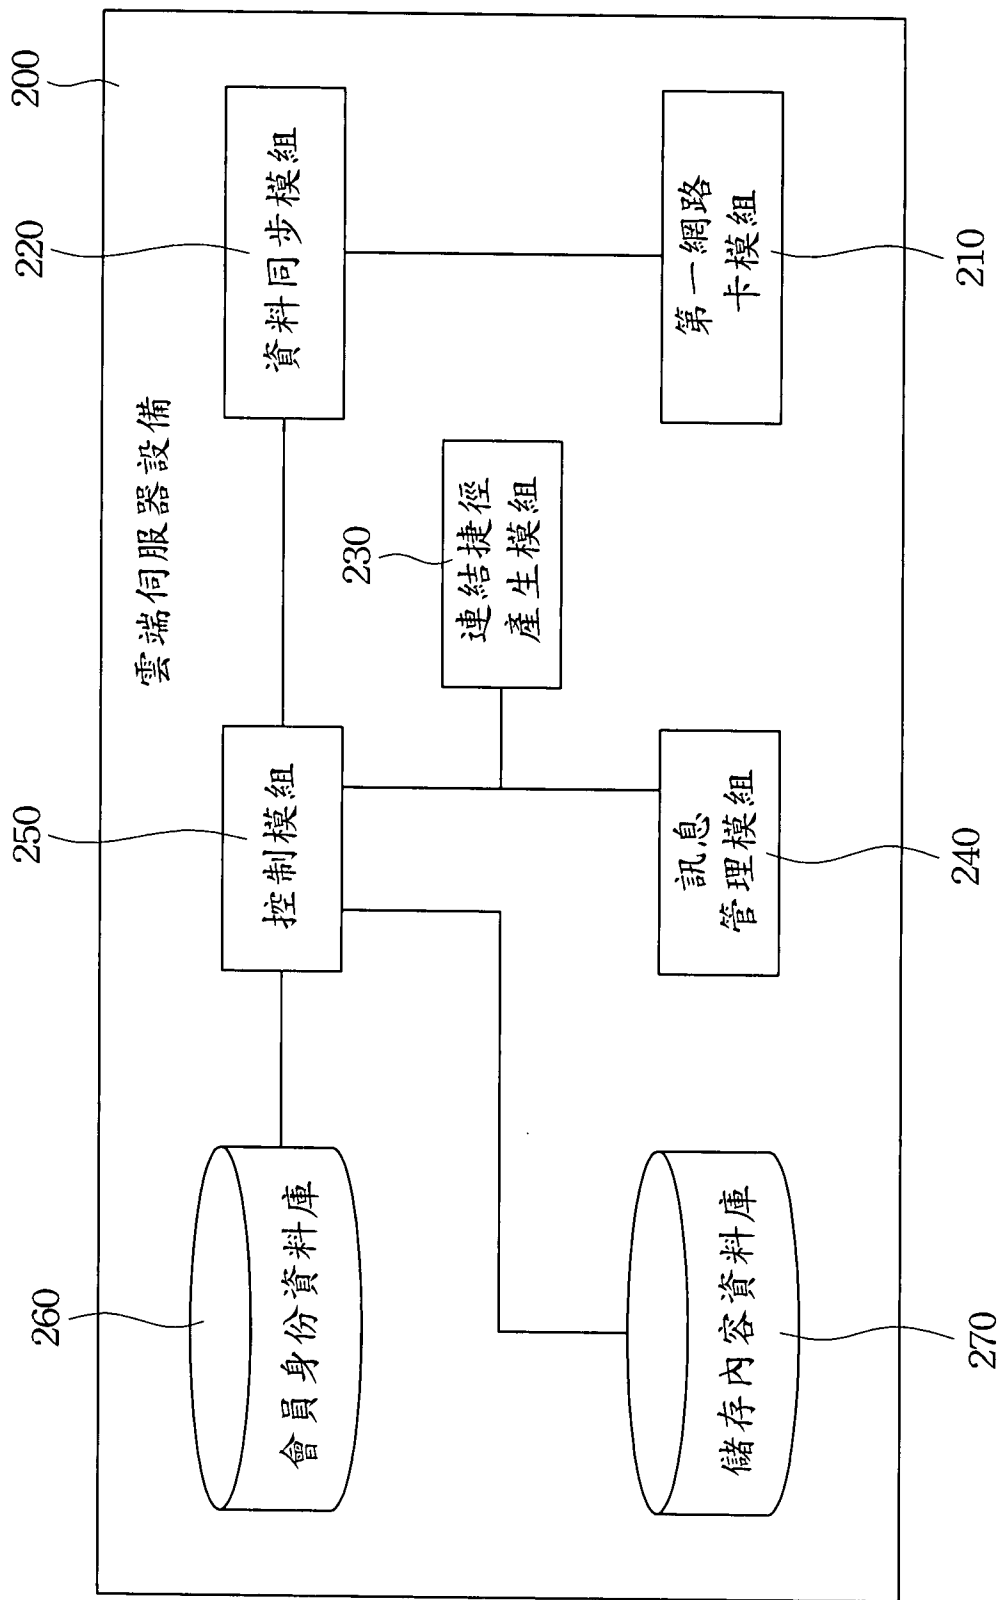 200
雲端伺服器設備
260
會員身份資料庫
250
控制模組
220
資料同步模組
230
連結捷徑
產生模組
270
儲存內容資料庫
240
訊息
管理模組
210
第一網路
卡模組